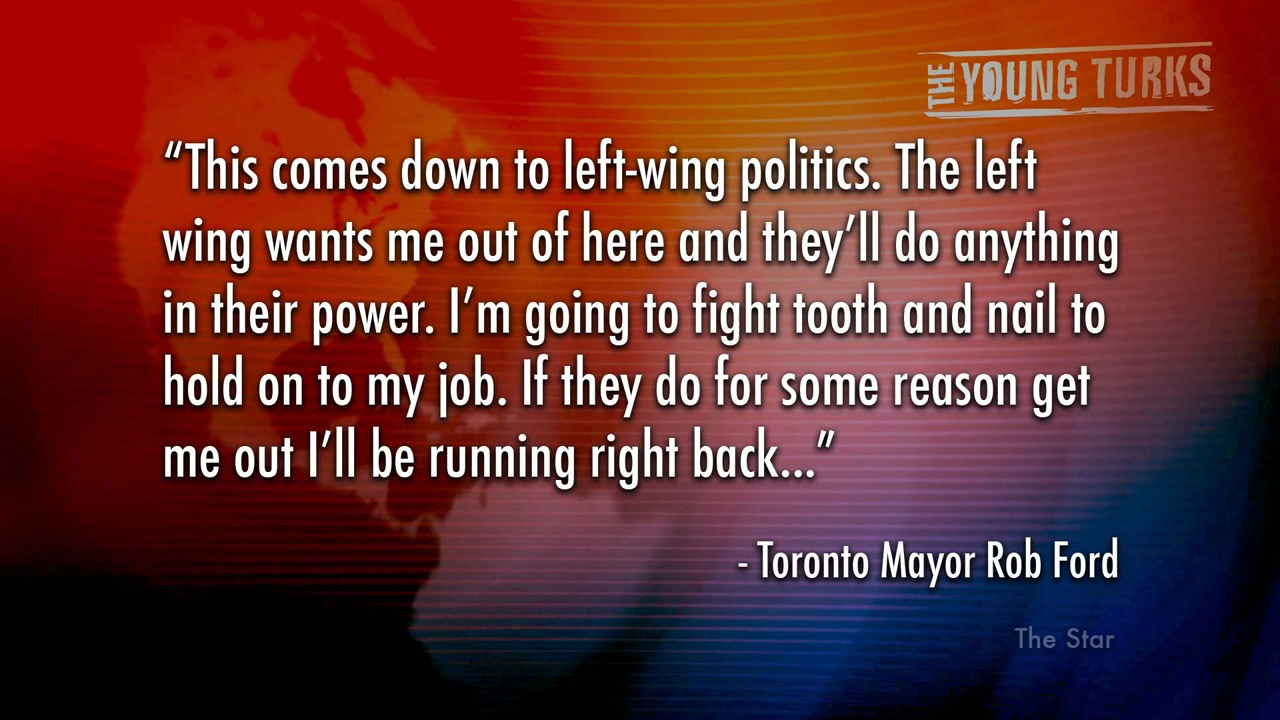 THE YOUNG TURKS
“This comes down to left-wing politics. The left
wing wants me out of here and they’ll do anything
in their power. I’m going to fight tooth and nail to
hold on to my job. If they do for some reason get
me out I’ll be running right back...”
- Toronto Mayor Rob Ford
The Star